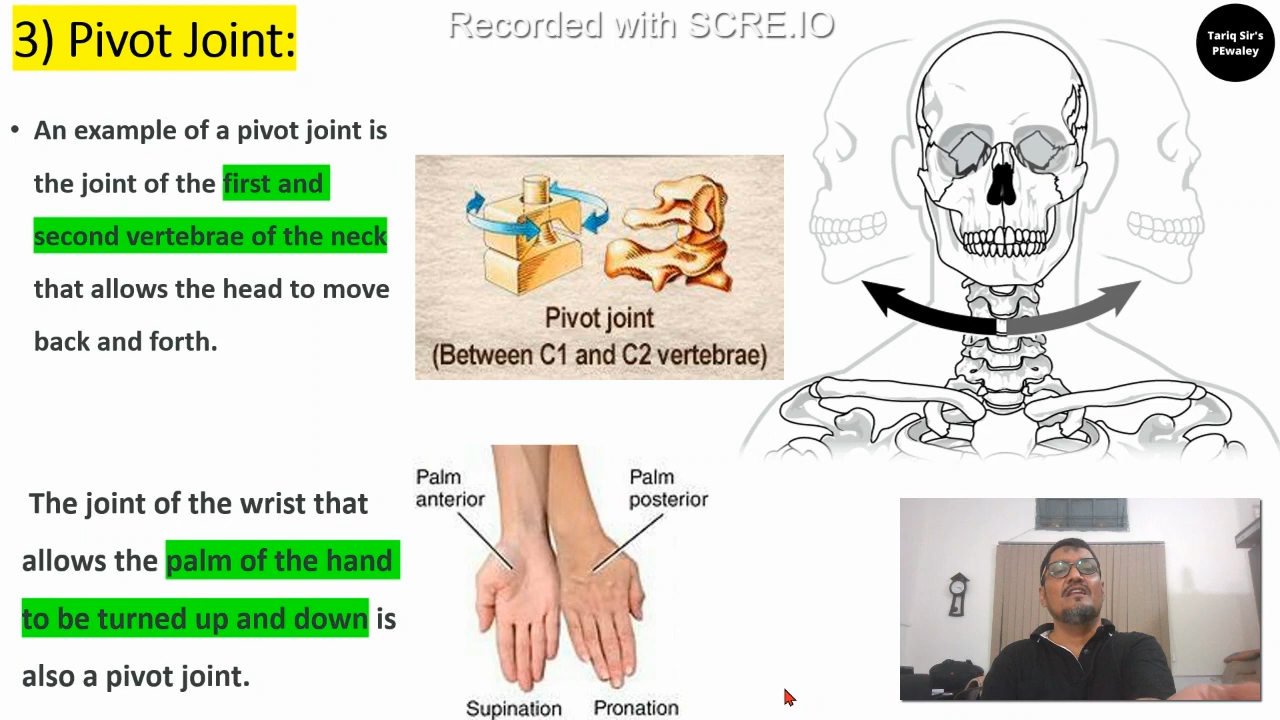 3) Pivot Joint:
Recorded with SCRE.IO
Tariq Sir's
PEwaley
• An example of a pivot joint is
the joint of the first and
second vertebrae of the neck
that allows the head to move
back and forth.
Pivot joint
(Between C1 and C2 vertebrae)
The joint of the wrist that
allows the palm of the hand
to be turned up and down is
also a pivot joint.
Palm
anterior
Palm
posterior
Supination
Pronation